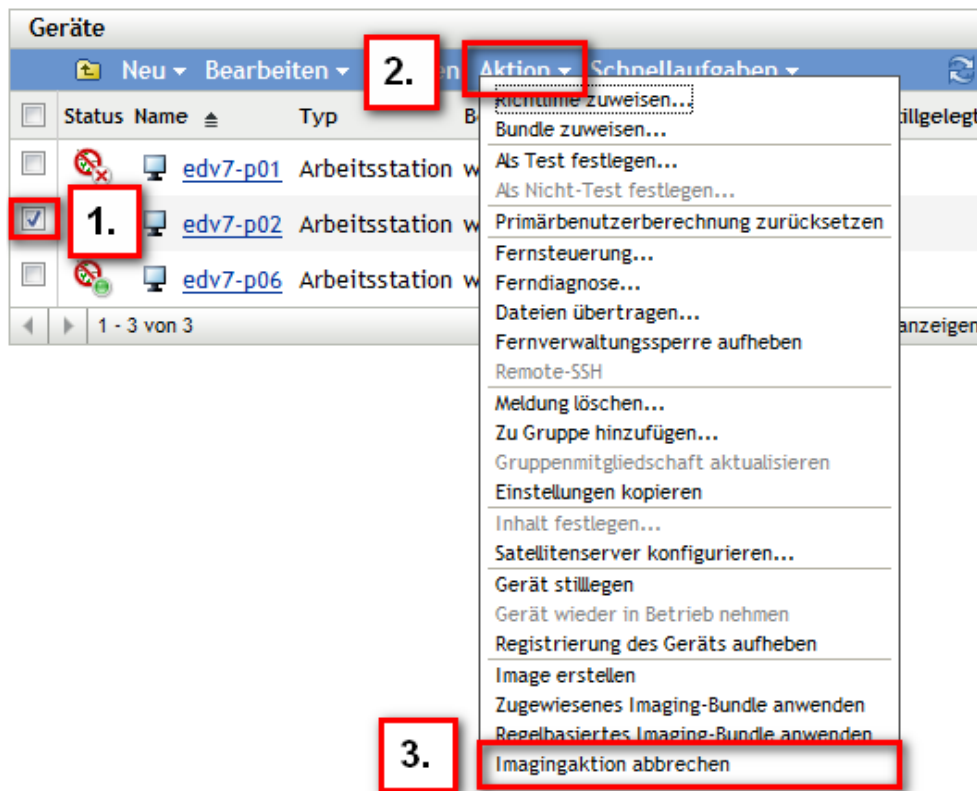 Geräte
Neu Bearbeiten Aktion Schnellaufgaben
2.
Status Name Typ
edv7-p01 Arbeitsstation
1.
edv7-p02 Arbeitsstation
edv7-p06 Arbeitsstation
1 - 3 von 3
anzeigen
Richtlinie zuweisen...
Bundle zuweisen...
Als Test festlegen...
Als Nicht-Test festlegen...
Primärbenutzerberechnung zurücksetzen
Fernsteuerung...
Ferndiagnose...
Dateien übertragen...
Fernverwaltungssperre aufheben
Remote-SSH
Meldung löschen...
Zu Gruppe hinzufügen...
Gruppenmitgliedschaft aktualisieren
Einstellungen kopieren
Inhalt festlegen...
Satellitenserver konfigurieren...
Gerät stilllegen
Gerät wieder in Betrieb nehmen
Registrierung des Geräts aufheben
Image erstellen
Zugewiesenes Imaging-Bundle anwenden
Regelbasiertes Imaging-Bundle anwenden
3.
Imagingaktion abbrechen